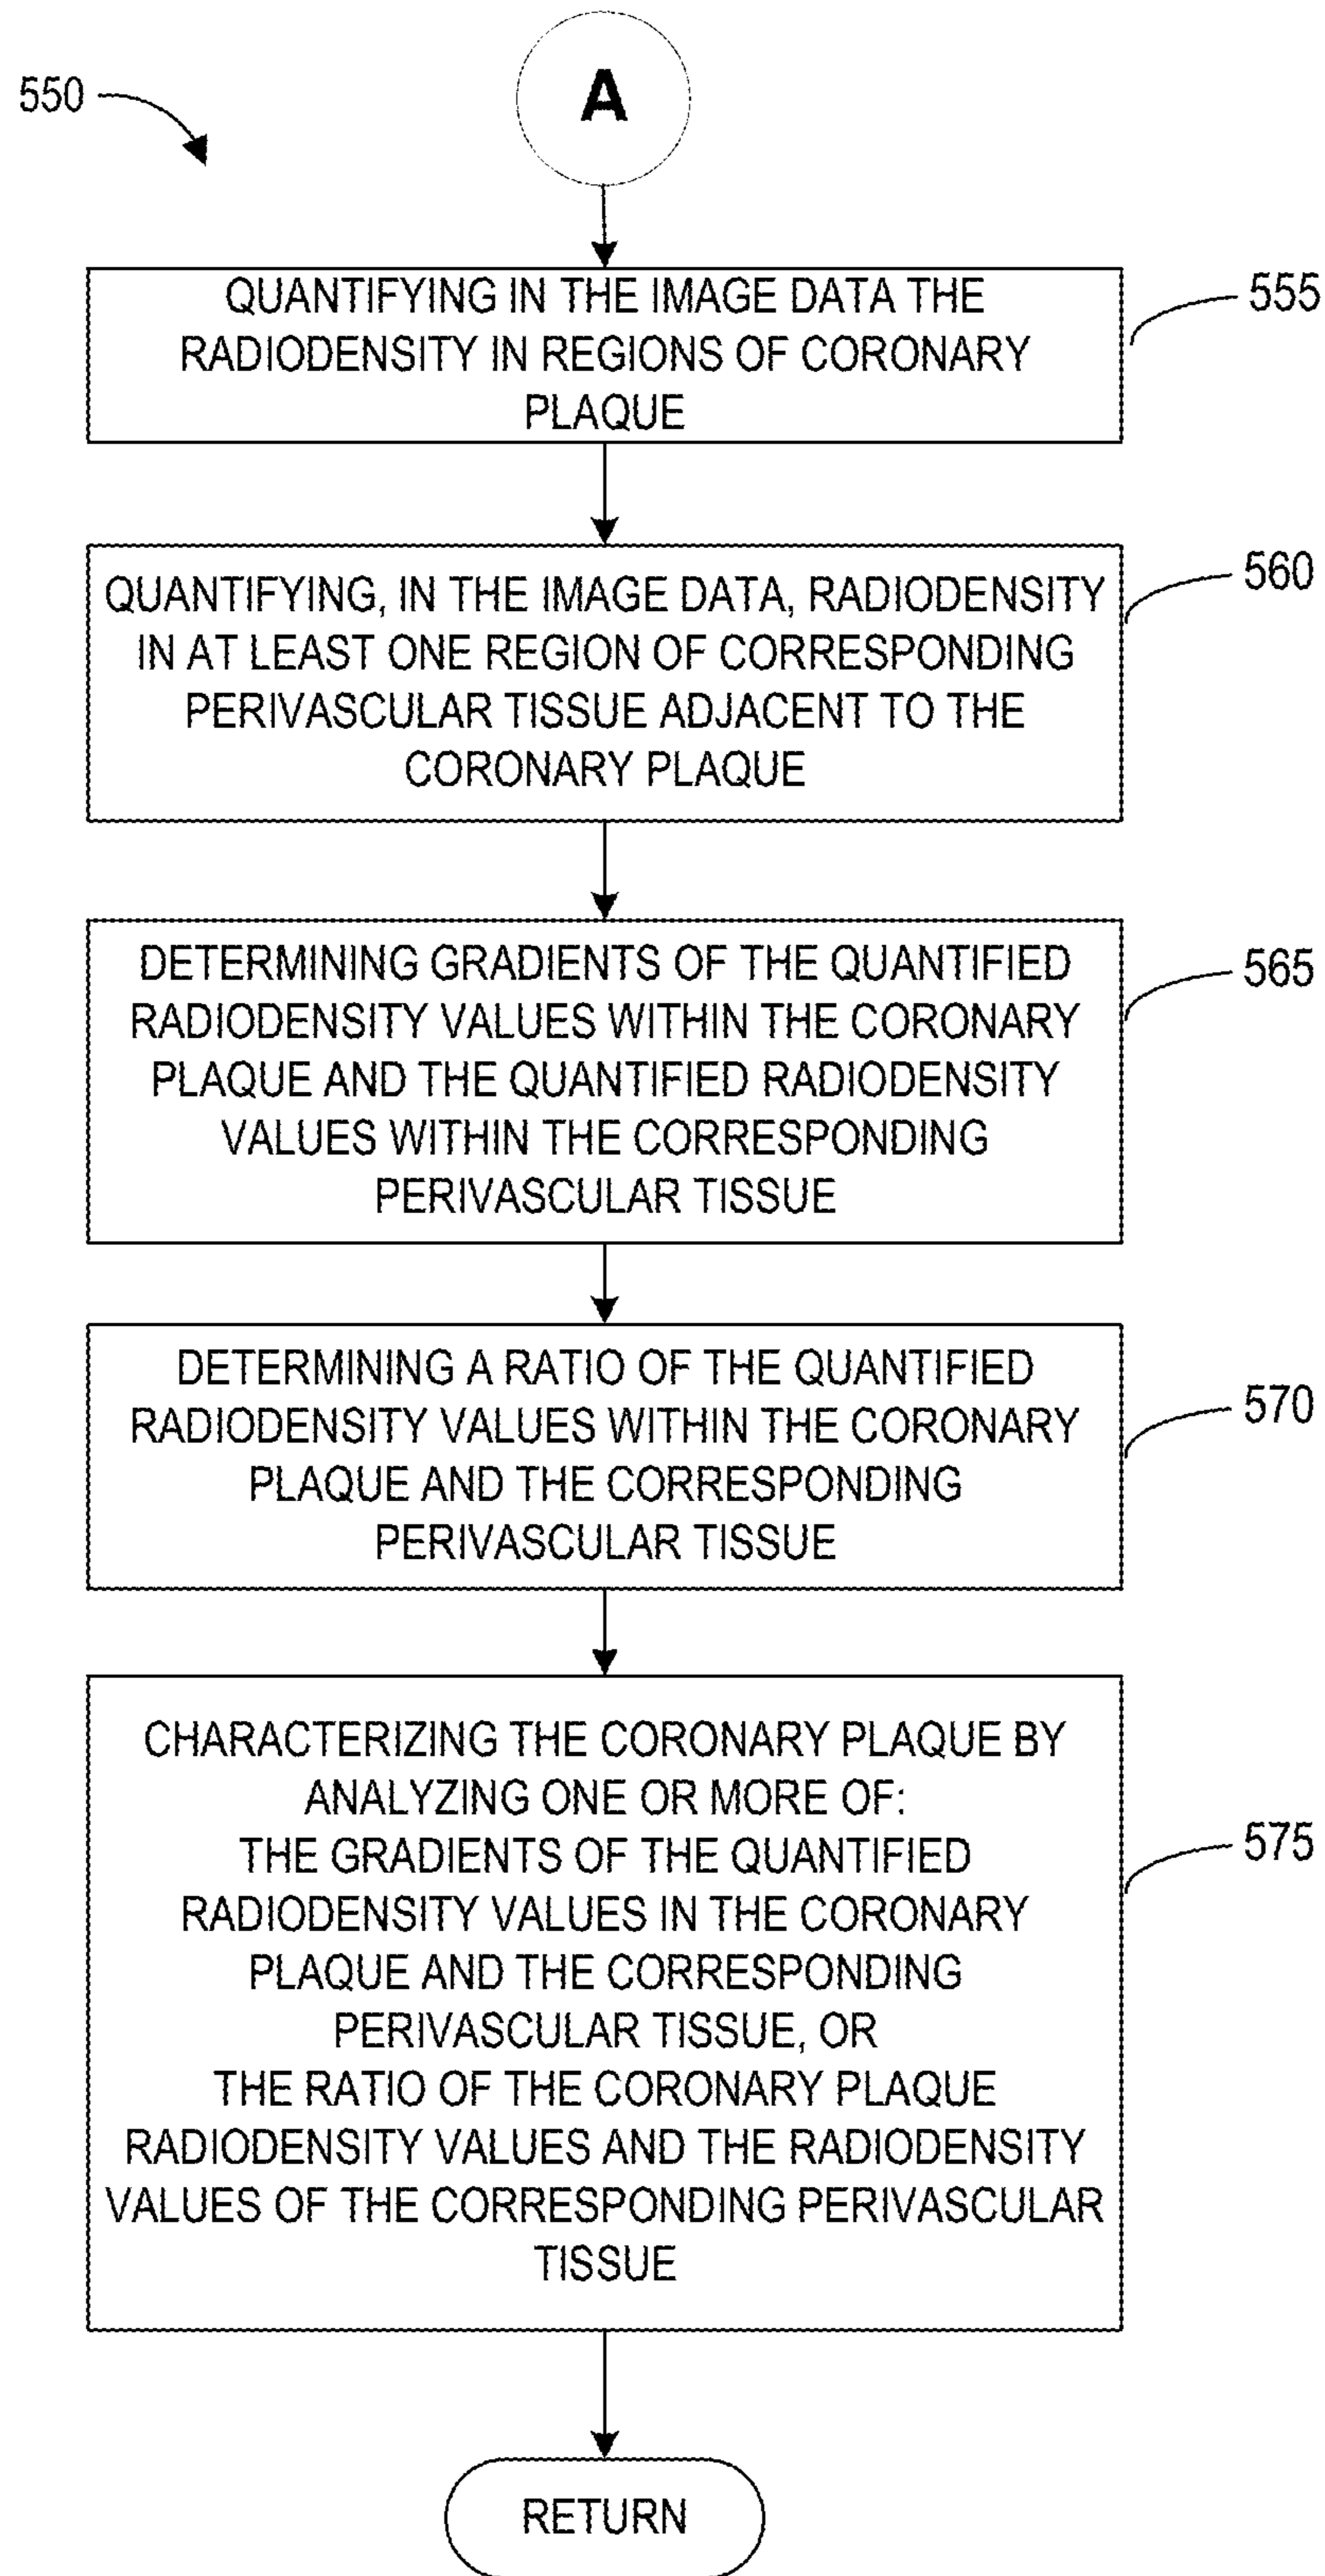 550
A
QUANTIFYING IN THE IMAGE DATA THE
RADIODENSITY IN REGIONS OF CORONARY
PLAQUE
555
QUANTIFYING, IN THE IMAGE DATA, RADIODENSITY
IN AT LEAST ONE REGION OF CORRESPONDING
PERIVASCULAR TISSUE ADJACENT TO THE
CORONARY PLAQUE
560
DETERMINING GRADIENTS OF THE QUANTIFIED
RADIODENSITY VALUES WITHIN THE CORONARY
PLAQUE AND THE QUANTIFIED RADIODENSITY
VALUES WITHIN THE CORRESPONDING
PERIVASCULAR TISSUE
565
DETERMINING A RATIO OF THE QUANTIFIED
RADIODENSITY VALUES WITHIN THE CORONARY
PLAQUE AND THE CORRESPONDING
PERIVASCULAR TISSUE
570
CHARACTERIZING THE CORONARY PLAQUE BY
ANALYZING ONE OR MORE OF:
THE GRADIENTS OF THE QUANTIFIED
RADIODENSITY VALUES IN THE CORONARY
PLAQUE AND THE CORRESPONDING
PERIVASCULAR TISSUE, OR
THE RATIO OF THE CORONARY PLAQUE
RADIODENSITY VALUES AND THE RADIODENSITY
VALUES OF THE CORRESPONDING PERIVASCULAR
TISSUE
575
RETURN